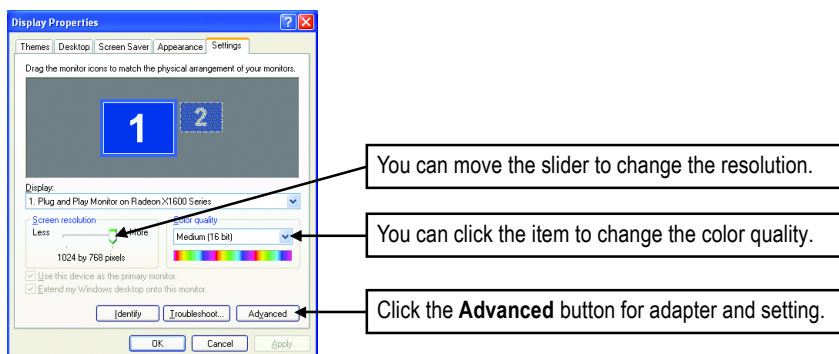 Display Properties
Themes Desktop Screen Saver Appearance Settings
Drag the monitor icons to match the physical arrangement of your monitors.
1 2
Display:
1. Plug and Play Monitor on Radeon X1600 Series
Screen resolution
Less More
1024 by 768 pixels
Color quality
Medium (16 bit)
Use this device as the primary monitor.
Extend my Windows desktop onto this monitor.
Identify Troubleshoot... Advanced
OK Cancel Apply
You can move the slider to change the resolution.
You can click the item to change the color quality.
Click the Advanced button for adapter and setting.